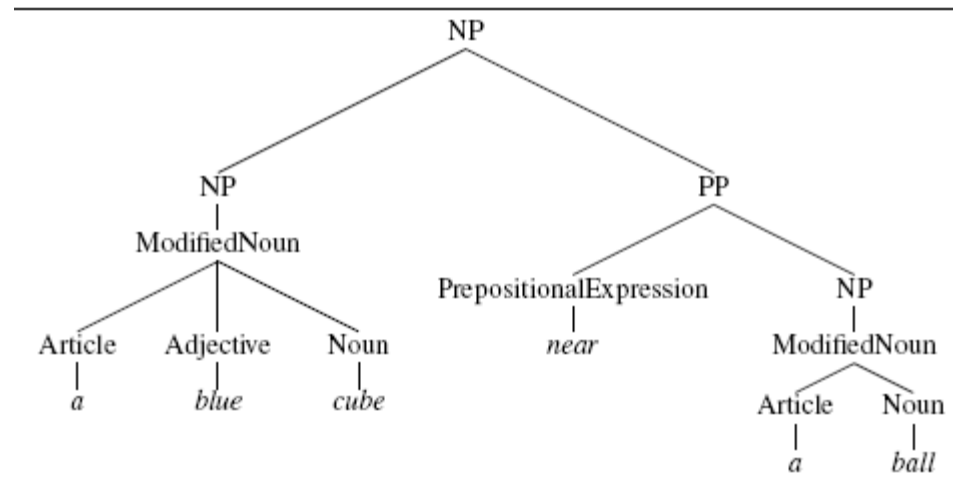 NP
NP PP
ModifiedNoun
PrepositionalExpression NP
Article Adjective Noun near ModifiedNoun
a blue cube
Article Noun
a ball